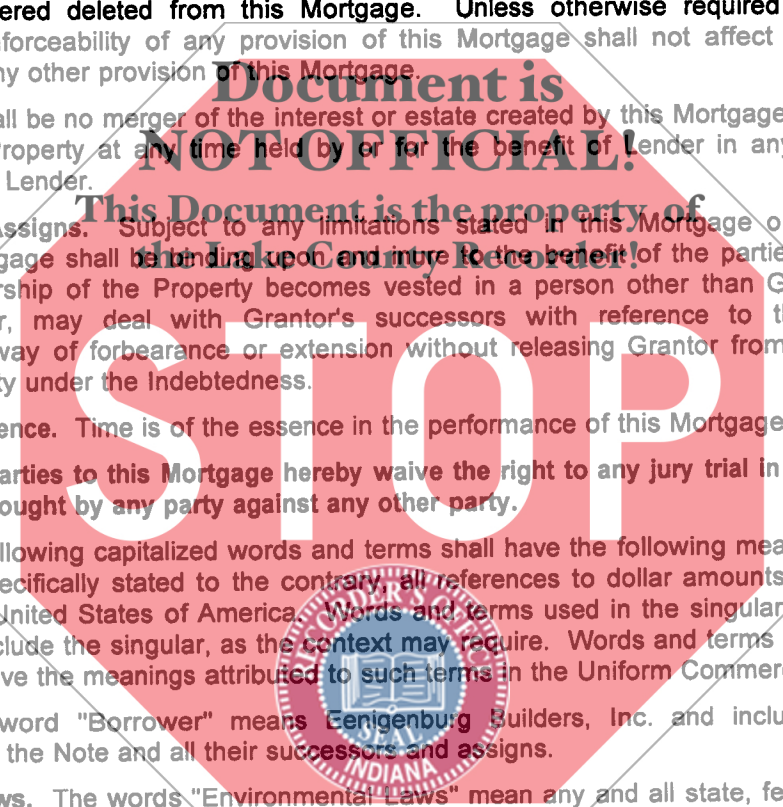 ered deleted from this Mortgage. Unless otherwise required
nforceability of any provision of this Mortgage shall not affect
ny other provision of this Mortgage.
Document is
all be no merger of the interest or estate created by this Mortgage
NOT OFFICIAL!
Property at any time held by or for the benefit of Lender in any
Lender.
This Document is the property of
Assigns. Subject to any limitations stated in this Mortgage o
the Lake County Recorder!
gage shall be binding upon and inure to the benefit of the partie
rship of the Property becomes vested in a person other than G
r, may deal with Grantor's successors with reference to t
way of forbearance or extension without releasing Grantor from
ty under the Indebtedness.
STOP
ence. Time is of the essence in the performance of this Mortgage
arties to this Mortgage hereby waive the right to any jury trial in
ought by any party against any other party.
llowing capitalized words and terms shall have the following mea
ecifically stated to the contrary, all references to dollar amounts
United States of America. Words and terms used in the singular
clude the singular, as the context may require. Words and terms
ve the meanings attributed to such terms in the Uniform Commer
RECORDER'S OFFICE
SEAL
INDIANA
word "Borrower" means Eenigenburg Builders, Inc. and inclu
the Note and all their successors and assigns.
ws. The words "Environmental Laws" mean any and all state, fe